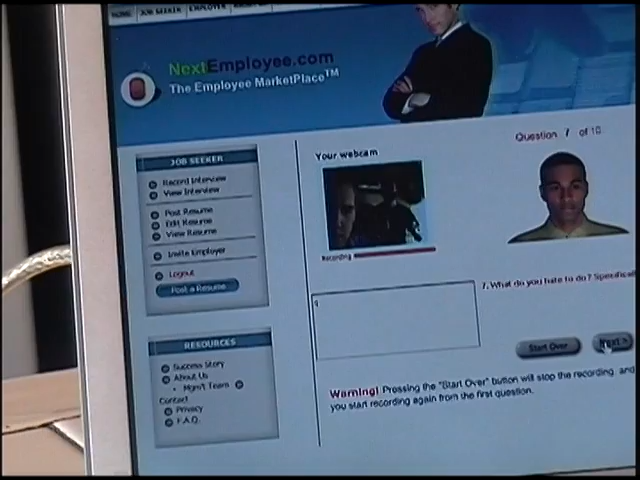 HOME JOB SEEKER EMPLOYER
NextEmployee.com
The Employee MarketPlace™
Question 7 of 10
JOB SEEKER
Your webcam
Record Interview
View Interview
Post Resume
Edit Resume
View Resume
Invite Employer
Recording
Logout
Post a Resume
7. What do you hate to do? Specifical
RESOURCES
Start Over
Next >
Success Story
About Us
Mgm't Team
Contact
Privacy
F.A.Q.
Warning! Pressing the "Start Over" button will stop the recording, and
you start recording again from the first question.